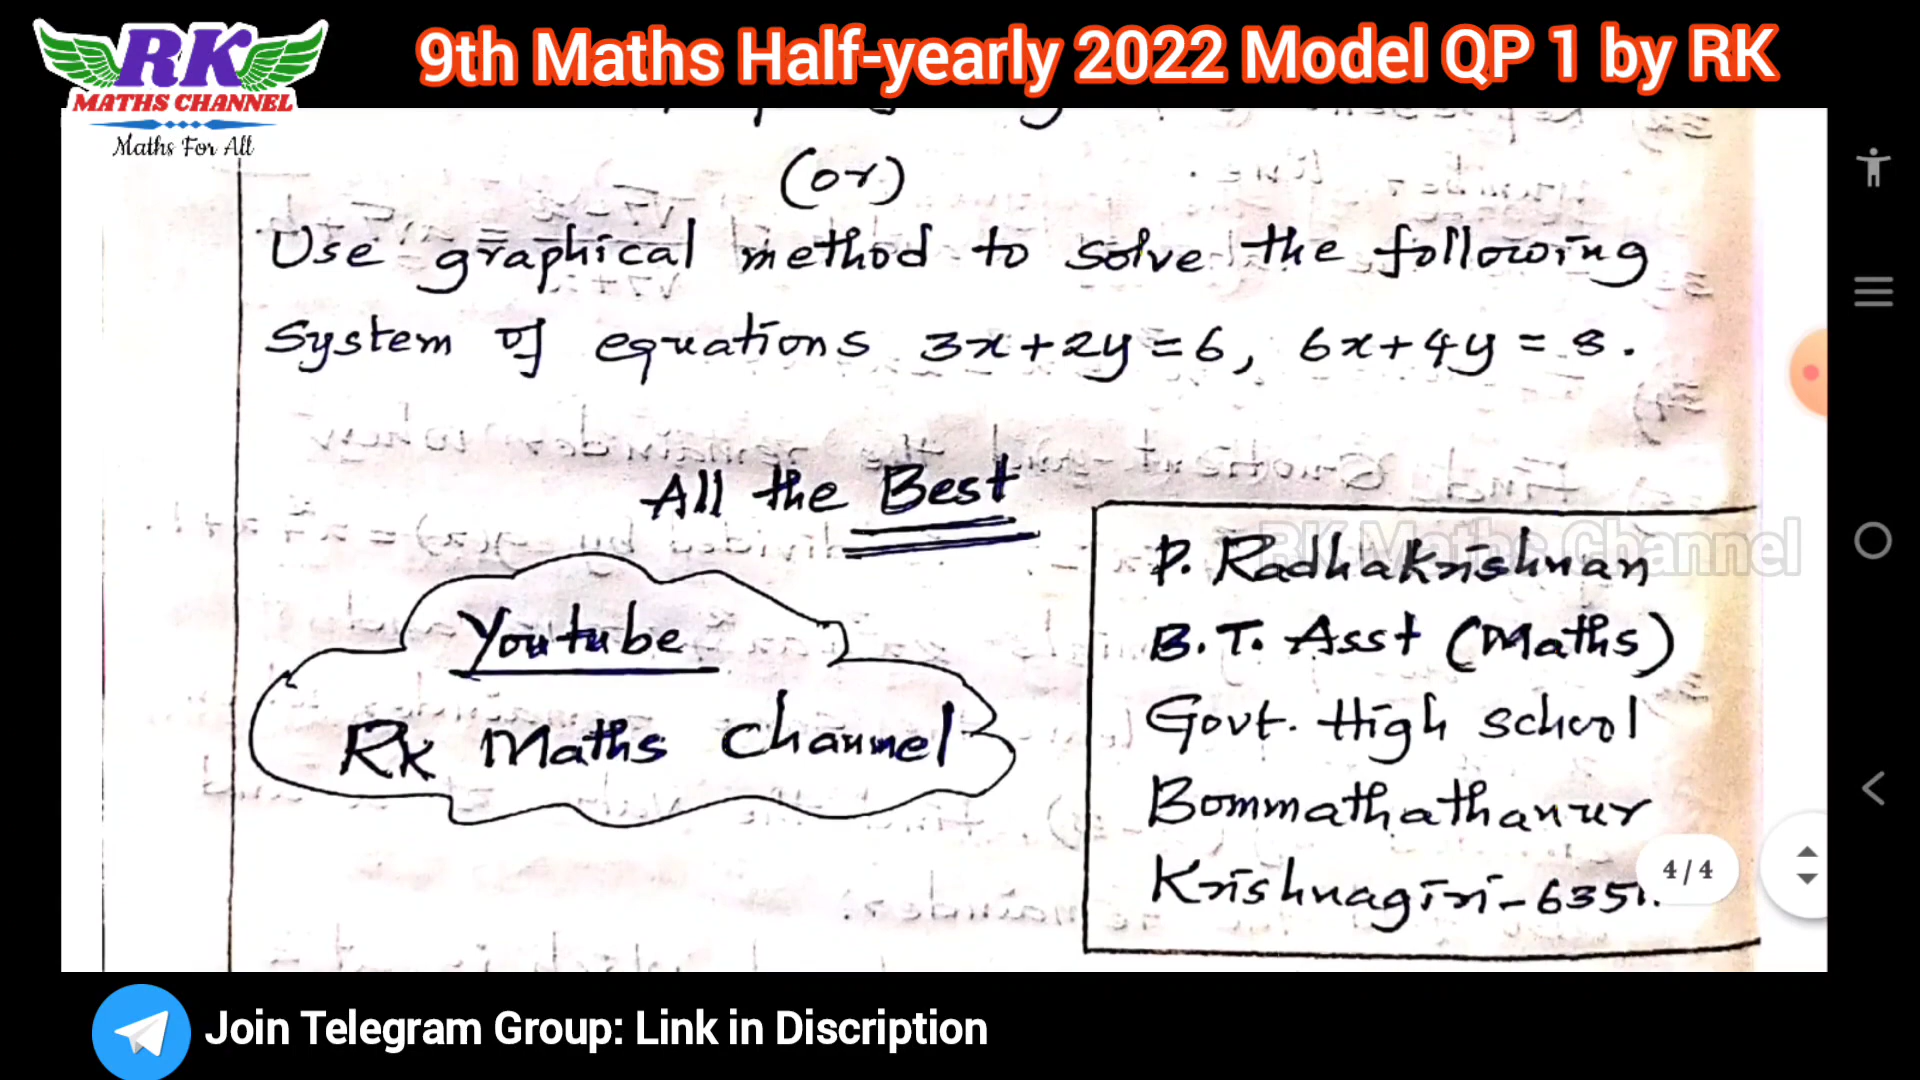 RK
MATHS CHANNEL
Maths For All
9th Maths Half-yearly 2022 Model QP 1 by RK
(or)
Use graphical method to solve the following
system of equations 3x+2y=6, 6x+4y = 8.
All the Best
Youtube
Rk Maths Channel
RK Maths Channel
P. Radhakrishnan
B.T. Asst (Maths)
Govt. High school
Bommathathanur
Krishnagiri-6351
4/4
Join Telegram Group: Link in Discription